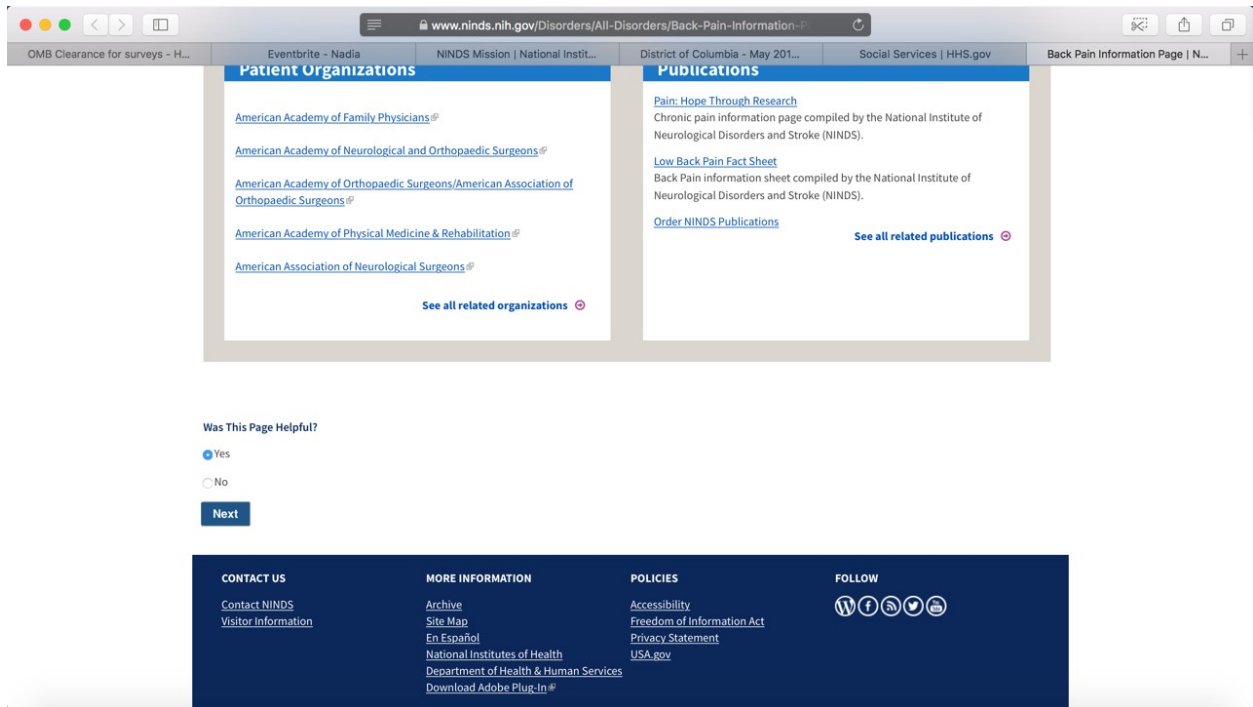 www.ninds.nih.gov/Disorders/All-Disorders/Back-Pain-Information-P
OMB Clearance for surveys - H...
Eventbrite - Nadia
NINDS Mission | National Instit...
District of Columbia - May 201...
Social Services | HHS.gov
Back Pain Information Page | N...
Patient Organizations
American Academy of Family Physicians
American Academy of Neurological and Orthopaedic Surgeons
American Academy of Orthopaedic Surgeons/American Association of
Orthopaedic Surgeons
American Academy of Physical Medicine & Rehabilitation
American Association of Neurological Surgeons
See all related organizations
Publications
Pain: Hope Through Research
Chronic pain information page compiled by the National Institute of
Neurological Disorders and Stroke (NINDS).
Low Back Pain Fact Sheet
Back Pain information sheet compiled by the National Institute of
Neurological Disorders and Stroke (NINDS).
Order NINDS Publications
See all related publications
Was This Page Helpful?
Yes
No
Next
CONTACT US
Contact NINDS
Visitor Information
MORE INFORMATION
Archive
Site Map
En Español
National Institutes of Health
Department of Health & Human Services
Download Adobe Plug-In
POLICIES
Accessibility
Freedom of Information Act
Privacy Statement
USA.gov
FOLLOW